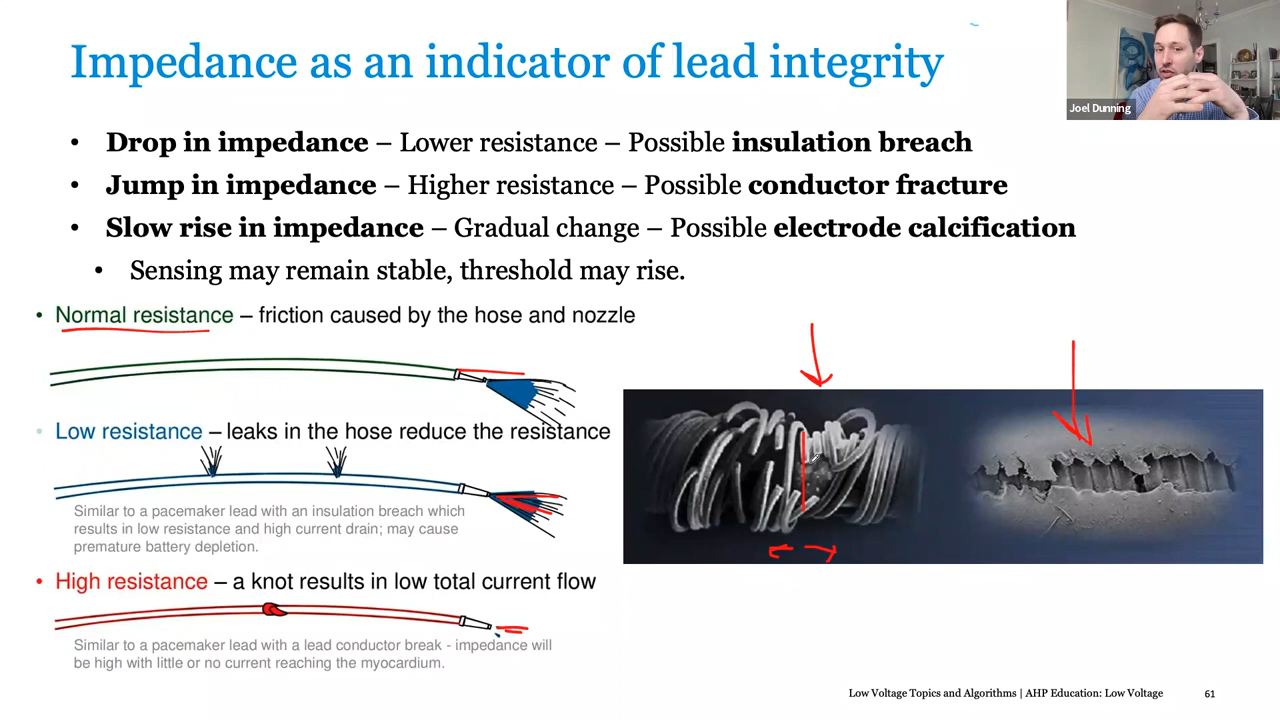 Impedance as an indicator of lead integrity
Joel Dunning
• Drop in impedance – Lower resistance – Possible insulation breach
• Jump in impedance – Higher resistance – Possible conductor fracture
• Slow rise in impedance – Gradual change – Possible electrode calcification
• Sensing may remain stable, threshold may rise.
• Normal resistance – friction caused by the hose and nozzle
• Low resistance – leaks in the hose reduce the resistance
Similar to a pacemaker lead with an insulation breach which
results in low resistance and high current drain; may cause
premature battery depletion.
• High resistance – a knot results in low total current flow
Similar to a pacemaker lead with a lead conductor break - impedance will
be high with little or no current reaching the myocardium.
Low Voltage Topics and Algorithms | AHP Education: Low Voltage 61